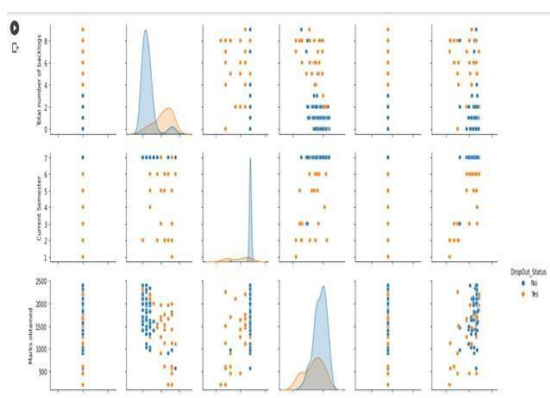 Total number of backlogs
8
6
4
2
0
Current Semester
7
6
5
4
3
2
1
Marks obtained
2500
2000
1500
1000
500
DropOut_Status
No
Yes